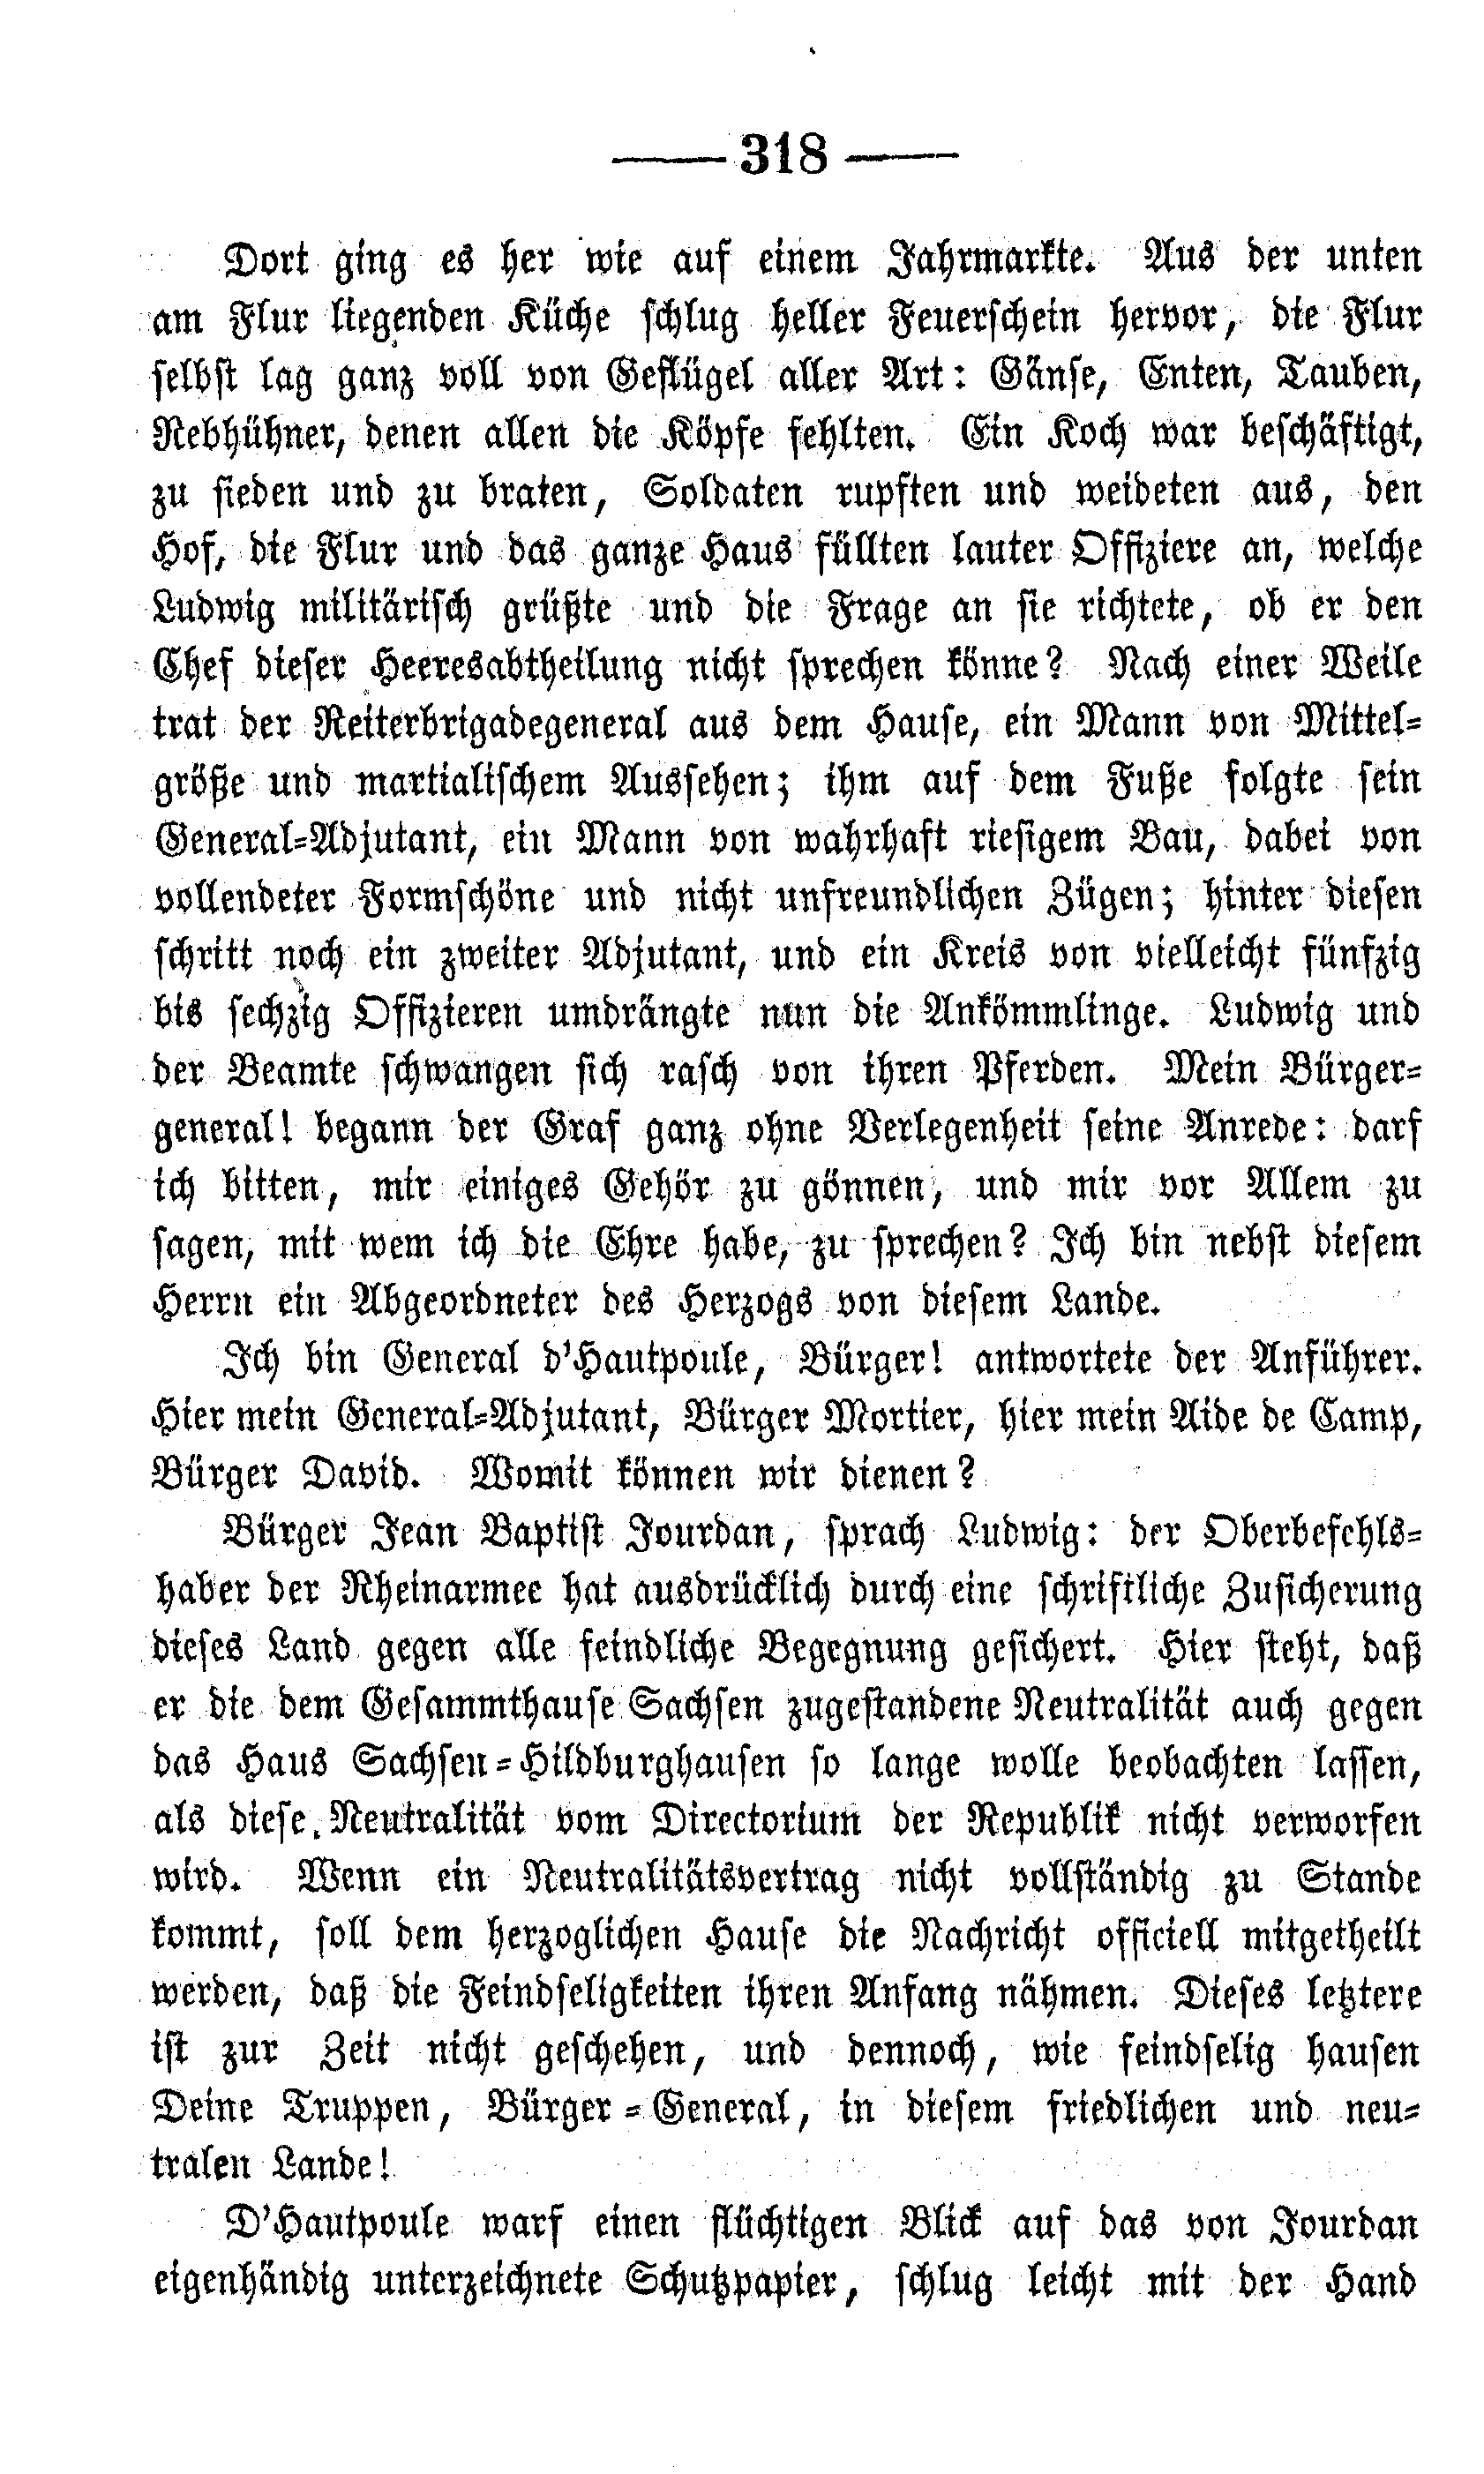 318
Dort ging es her wie auf einem Jahrmarkte. Aus der unten
am Flur liegenden Küche schlug heller Feuerschein hervor, die Flur
selbst lag ganz voll von Geflügel aller Art: Gänse, Enten, Tauben,
Rebhühner, denen allen die Köpfe fehlten. Ein Koch war beschäftigt,
zu sieden und zu braten, Soldaten rupften und weideten aus, den
Hof, die Flur und das ganze Haus füllten lauter Offiziere an, welche
Ludwig militärisch grüßte und die Frage an sie richtete, ob er den
Chef dieser Heeresabtheilung nicht sprechen könne? Nach einer Weile
trat der Reiterbrigadegeneral aus dem Hause, ein Mann von Mittel-
größe und martialischem Aussehen; ihm auf dem Fuße folgte sein
General-Adjutant, ein Mann von wahrhaft riesigem Bau, dabei von
vollendeter Formschöne und nicht unfreundlichen Zügen; hinter diesen
schritt noch ein zweiter Adjutant, und ein Kreis von vielleicht fünfzig
bis sechzig Offizieren umdrängte nun die Ankömmlinge. Ludwig und
der Beamte schwangen sich rasch von ihren Pferden. Mein Bürger-
general! begann der Graf ganz ohne Verlegenheit seine Anrede: darf
ich bitten, mir einiges Gehör zu gönnen, und mir vor Allem zu
sagen, mit wem ich die Ehre habe, zu sprechen? Ich bin nebst diesem
Herrn ein Abgeordneter des Herzogs von diesem Lande.
Ich bin General d'Hautpoule, Bürger! antwortete der Anführer.
Hier mein General-Adjutant, Bürger Mortier, hier mein Aide de Camp,
Bürger David. Womit können wir dienen?
Bürger Jean Baptist Jourdan, sprach Ludwig: der Oberbefehls-
haber der Rheinarmee hat ausdrücklich durch eine schriftliche Zusicherung
dieses Land gegen alle feindliche Begegnung gesichert. Hier steht, daß
er die dem Gesammthause Sachsen zugestandene Neutralität auch gegen
das Haus Sachsen-Hildburghausen so lange wolle beobachten lassen,
als diese Neutralität vom Directorium der Republik nicht verworfen
wird. Wenn ein Neutralitätsvertrag nicht vollständig zu Stande
kommt, soll dem herzoglichen Hause die Nachricht officiell mitgetheilt
werden, daß die Feindseligkeiten ihren Anfang nähmen. Dieses letztere
ist zur Zeit nicht geschehen, und dennoch, wie feindselig hausen
Deine Truppen, Bürger-General, in diesem friedlichen und neu-
tralen Lande!
D'Hautpoule warf einen flüchtigen Blick auf das von Jourdan
eigenhändig unterzeichnete Schutzpapier, schlug leicht mit der Hand